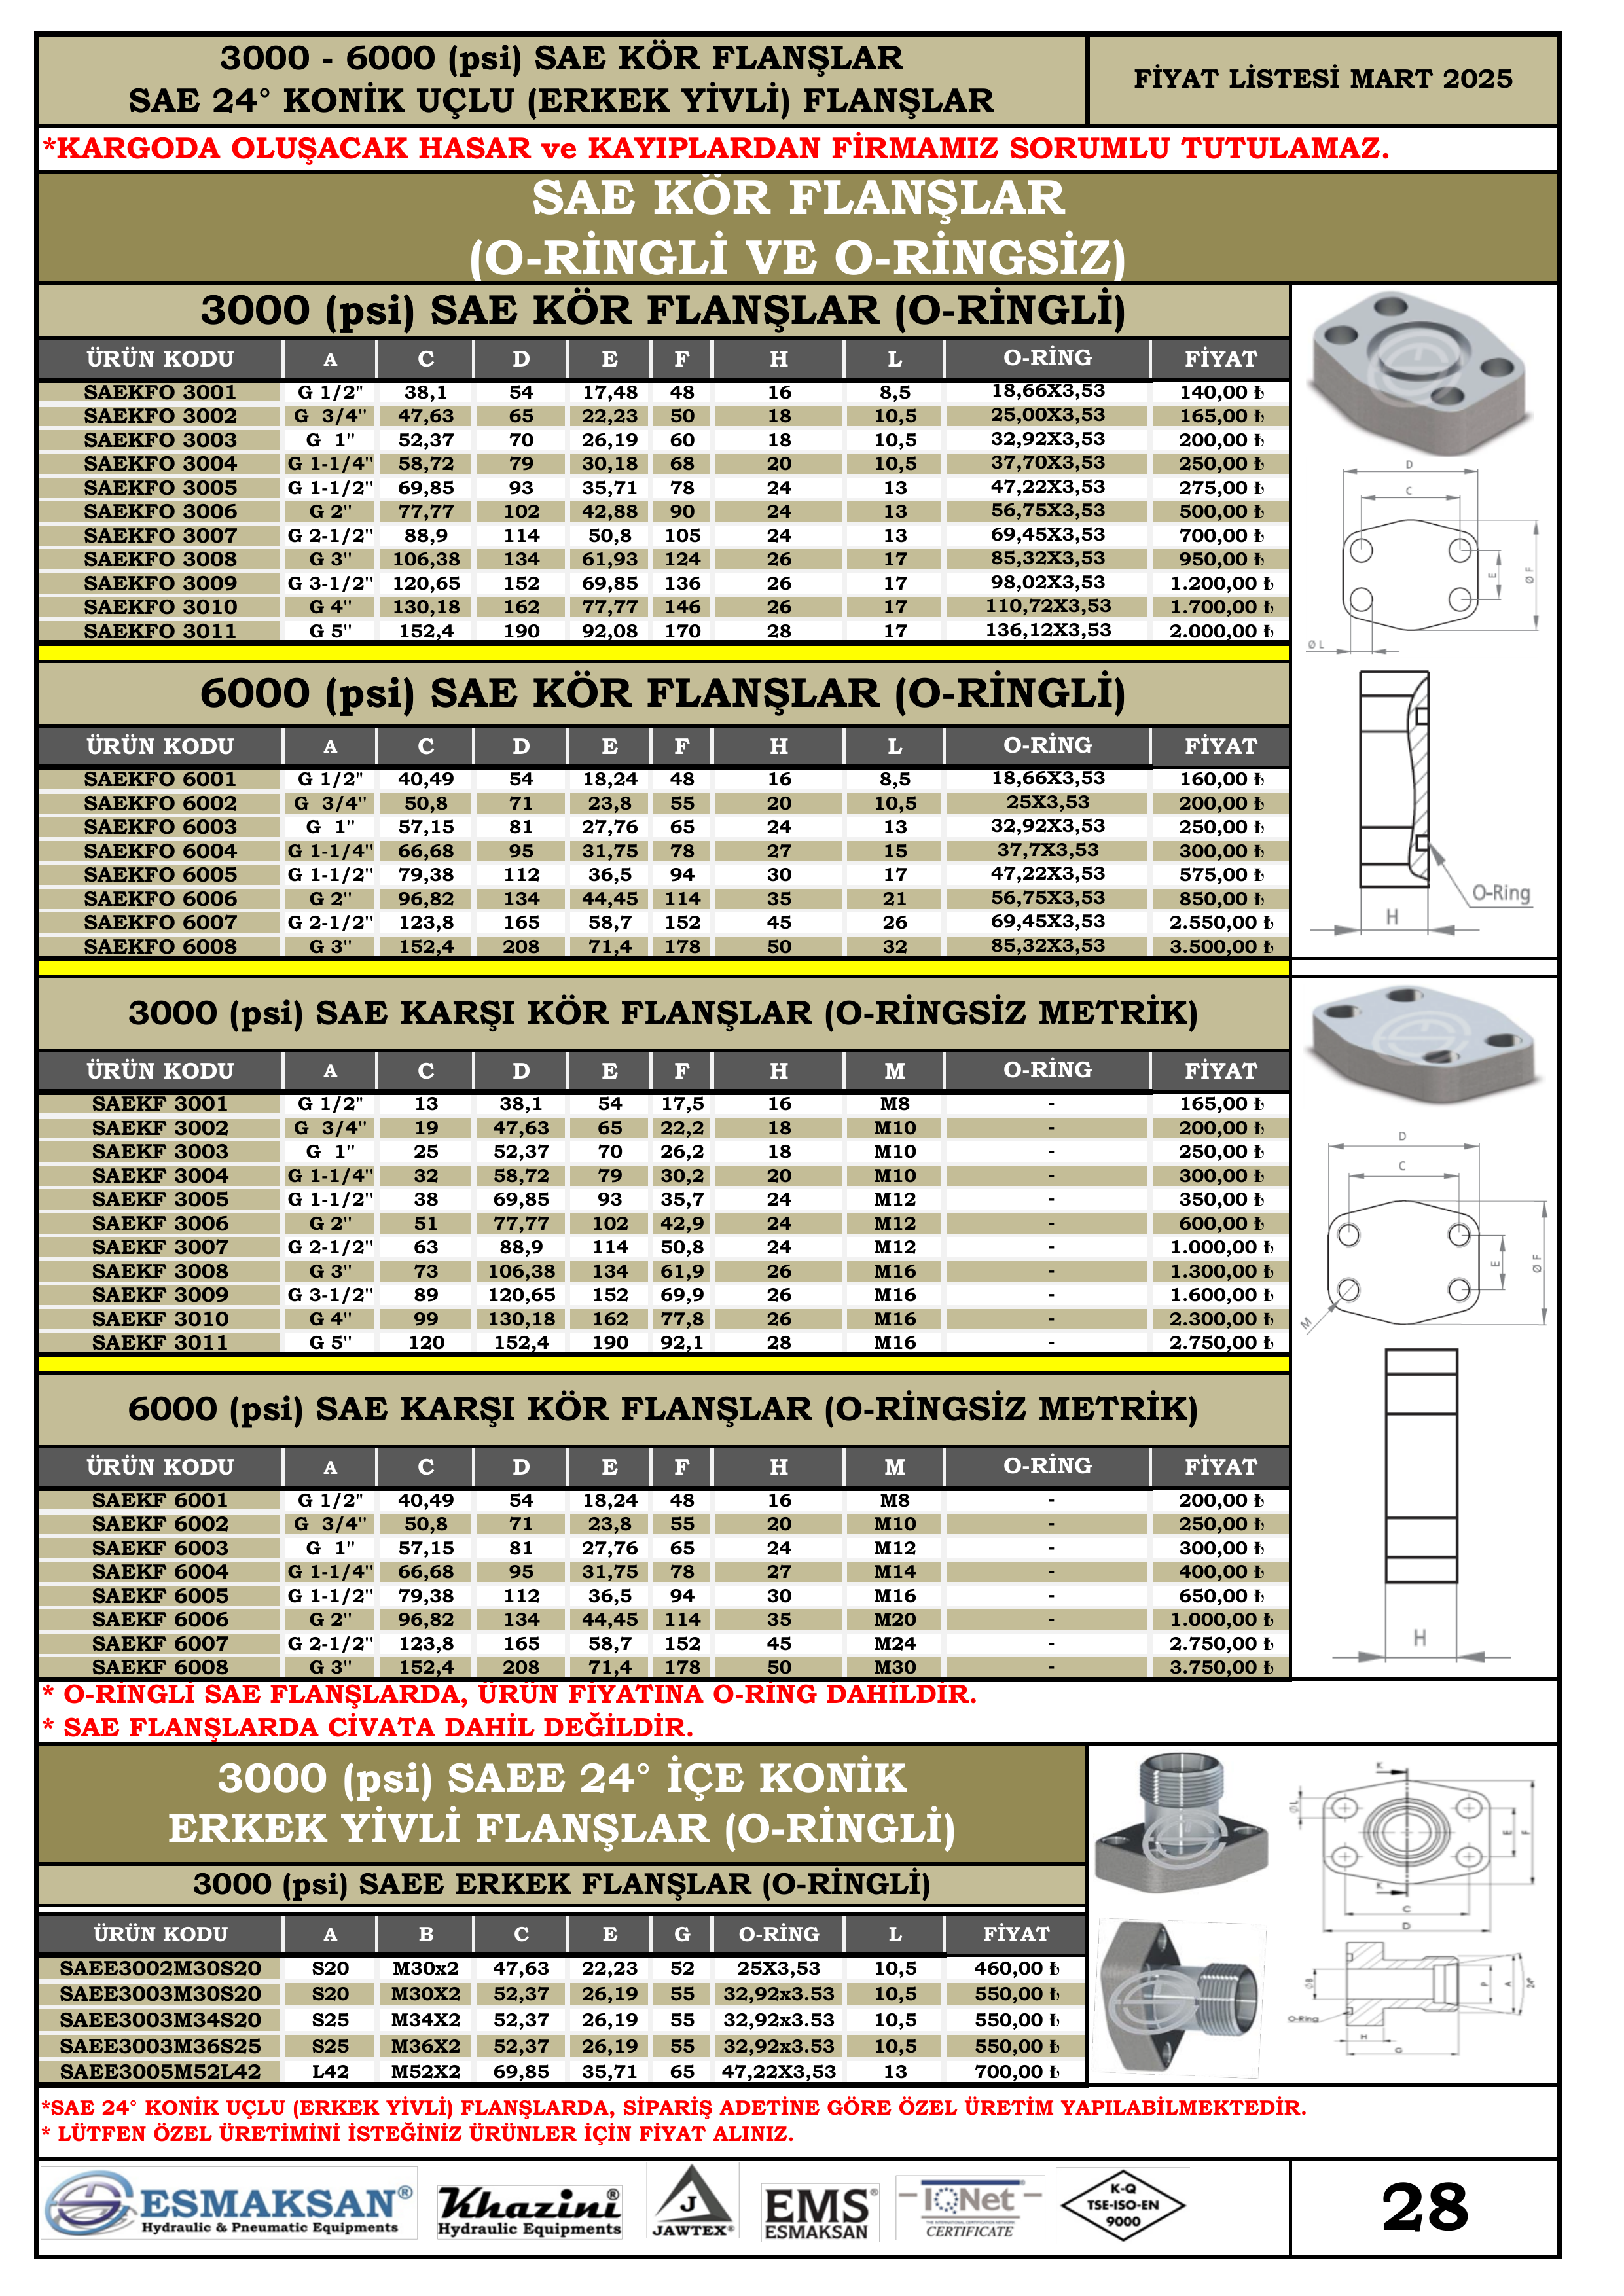 3000 - 6000 (psi) SAE KÖR FLANŞLAR
SAE 24° KONİK UÇLU (ERKEK YİVLİ) FLANŞLAR
FİYAT LİSTESİ MART 2025
*KARGODA OLUŞACAK HASAR ve KAYIPLARDAN FİRMAMIZ SORUMLU TUTULAMAZ.
SAE KÖR FLANŞLAR
(O-RİNGLİ VE O-RİNGSİZ)
3000 (psi) SAE KÖR FLANŞLAR (O-RİNGLİ)
ÜRÜN KODU A C D E F H L O-RİNG FİYAT
SAEKFO 3001 G 1/2" 38,1 54 17,48 48 16 8,5 18,66X3,53 140,00 ₺
SAEKFO 3002 G 3/4" 47,63 65 22,23 50 18 10,5 25,00X3,53 165,00 ₺
SAEKFO 3003 G 1" 52,37 70 26,19 60 18 10,5 32,92X3,53 200,00 ₺
SAEKFO 3004 G 1-1/4" 58,72 79 30,18 68 20 10,5 37,70X3,53 250,00 ₺
SAEKFO 3005 G 1-1/2" 69,85 93 35,71 78 24 13 47,22X3,53 275,00 ₺
SAEKFO 3006 G 2" 77,77 102 42,88 90 24 13 56,75X3,53 500,00 ₺
SAEKFO 3007 G 2-1/2" 88,9 114 50,8 105 24 13 69,45X3,53 700,00 ₺
SAEKFO 3008 G 3" 106,38 134 61,93 124 26 17 85,32X3,53 950,00 ₺
SAEKFO 3009 G 3-1/2" 120,65 152 69,85 136 26 17 98,02X3,53 1.200,00 ₺
SAEKFO 3010 G 4" 130,18 162 77,77 146 26 17 110,72X3,53 1.700,00 ₺
SAEKFO 3011 G 5" 152,4 190 92,08 170 28 17 136,12X3,53 2.000,00 ₺
D
C
E
Ø F
Ø L
6000 (psi) SAE KÖR FLANŞLAR (O-RİNGLİ)
ÜRÜN KODU A C D E F H L O-RİNG FİYAT
SAEKFO 6001 G 1/2" 40,49 54 18,24 48 16 8,5 18,66X3,53 160,00 ₺
SAEKFO 6002 G 3/4" 50,8 71 23,8 55 20 10,5 25X3,53 200,00 ₺
SAEKFO 6003 G 1" 57,15 81 27,76 65 24 13 32,92X3,53 250,00 ₺
SAEKFO 6004 G 1-1/4" 66,68 95 31,75 78 27 15 37,7X3,53 300,00 ₺
SAEKFO 6005 G 1-1/2" 79,38 112 36,5 94 30 17 47,22X3,53 575,00 ₺
SAEKFO 6006 G 2" 96,82 134 44,45 114 35 21 56,75X3,53 850,00 ₺
SAEKFO 6007 G 2-1/2" 123,8 165 58,7 152 45 26 69,45X3,53 2.550,00 ₺
SAEKFO 6008 G 3" 152,4 208 71,4 178 50 32 85,32X3,53 3.500,00 ₺
O-Ring
H
3000 (psi) SAE KARŞI KÖR FLANŞLAR (O-RİNGSİZ METRİK)
ÜRÜN KODU A C D E F H M O-RİNG FİYAT
SAEKF 3001 G 1/2" 13 38,1 54 17,5 16 M8 - 165,00 ₺
SAEKF 3002 G 3/4" 19 47,63 65 22,2 18 M10 - 200,00 ₺
SAEKF 3003 G 1" 25 52,37 70 26,2 18 M10 - 250,00 ₺
SAEKF 3004 G 1-1/4" 32 58,72 79 30,2 20 M10 - 300,00 ₺
SAEKF 3005 G 1-1/2" 38 69,85 93 35,7 24 M12 - 350,00 ₺
SAEKF 3006 G 2" 51 77,77 102 42,9 24 M12 - 600,00 ₺
SAEKF 3007 G 2-1/2" 63 88,9 114 50,8 24 M12 - 1.000,00 ₺
SAEKF 3008 G 3" 73 106,38 134 61,9 26 M16 - 1.300,00 ₺
SAEKF 3009 G 3-1/2" 89 120,65 152 69,9 26 M16 - 1.600,00 ₺
SAEKF 3010 G 4" 99 130,18 162 77,8 26 M16 - 2.300,00 ₺
SAEKF 3011 G 5" 120 152,4 190 92,1 28 M16 - 2.750,00 ₺
D
C
E
Ø F
M
6000 (psi) SAE KARŞI KÖR FLANŞLAR (O-RİNGSİZ METRİK)
ÜRÜN KODU A C D E F H M O-RİNG FİYAT
SAEKF 6001 G 1/2" 40,49 54 18,24 48 16 M8 - 200,00 ₺
SAEKF 6002 G 3/4" 50,8 71 23,8 55 20 M10 - 250,00 ₺
SAEKF 6003 G 1" 57,15 81 27,76 65 24 M12 - 300,00 ₺
SAEKF 6004 G 1-1/4" 66,68 95 31,75 78 27 M14 - 400,00 ₺
SAEKF 6005 G 1-1/2" 79,38 112 36,5 94 30 M16 - 650,00 ₺
SAEKF 6006 G 2" 96,82 134 44,45 114 35 M20 - 1.000,00 ₺
SAEKF 6007 G 2-1/2" 123,8 165 58,7 152 45 M24 - 2.750,00 ₺
SAEKF 6008 G 3" 152,4 208 71,4 178 50 M30 - 3.750,00 ₺
H
* O-RİNGLİ SAE FLANŞLARDA, ÜRÜN FİYATINA O-RİNG DAHİLDİR.
* SAE FLANŞLARDA CİVATA DAHİL DEĞİLDİR.
3000 (psi) SAEE 24° İÇE KONİK
ERKEK YİVLİ FLANŞLAR (O-RİNGLİ)
3000 (psi) SAEE ERKEK FLANŞLAR (O-RİNGLİ)
ÜRÜN KODU A B C E G O-RİNG L FİYAT
SAEE3002M30S20 S20 M30x2 47,63 22,23 52 25X3,53 10,5 460,00 ₺
SAEE3003M30S20 S20 M30X2 52,37 26,19 55 32,92x3.53 10,5 550,00 ₺
SAEE3003M34S20 S25 M34X2 52,37 26,19 55 32,92x3.53 10,5 550,00 ₺
SAEE3003M36S25 S25 M36X2 52,37 26,19 55 32,92x3.53 10,5 550,00 ₺
SAEE3005M52L42 L42 M52X2 69,85 35,71 65 47,22X3,53 13 700,00 ₺
K
Ø L
E
F
K
C
D
ØB
P
A
24°
O-Ring
H
G
*SAE 24° KONİK UÇLU (ERKEK YİVLİ) FLANŞLARDA, SİPARİŞ ADETİNE GÖRE ÖZEL ÜRETİM YAPILABİLMEKTEDİR.
* LÜTFEN ÖZEL ÜRETİMİNİ İSTEĞİNİZ ÜRÜNLER İÇİN FİYAT ALINIZ.
ESMAKSAN®
Hydraulic & Pneumatic Equipments
Khazini®
Hydraulic Equipments
J
JAWTEX®
EMS®
ESMAKSAN
IQNet®
THE INTERNATIONAL CERTIFICATION NETWORK
CERTIFICATE
K-Q
TSE-ISO-EN
9000
28